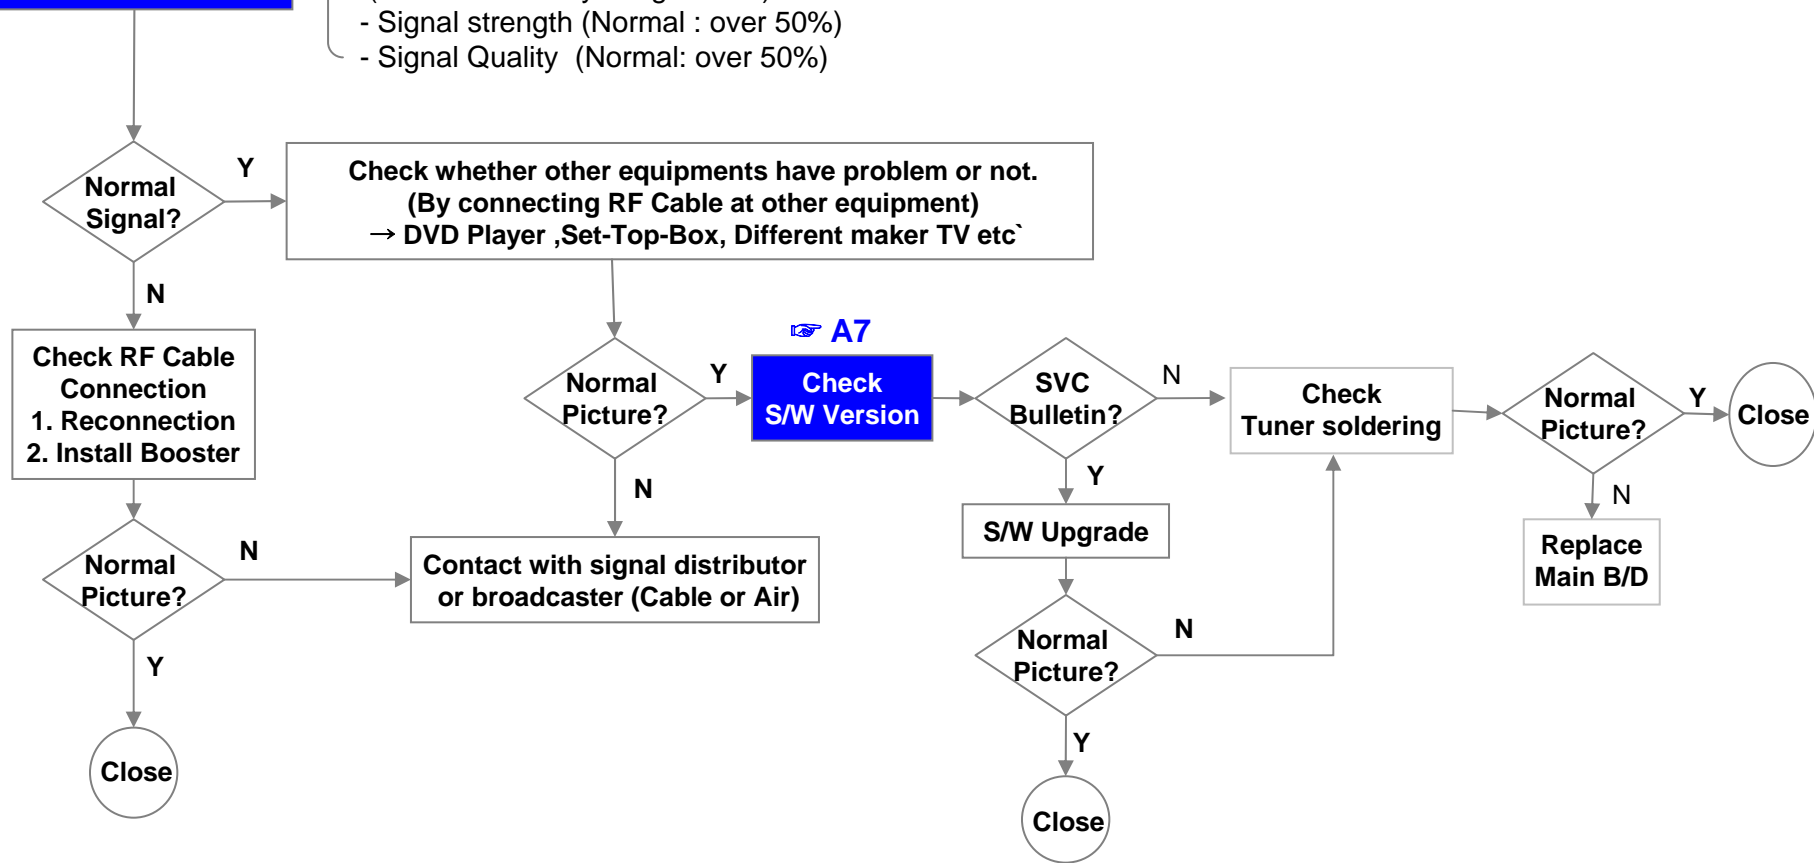 - Signal strength (Normal : over 50%)
- Signal Quality (Normal: over 50%)
Normal
Signal?
Y
Check whether other equipments have problem or not.
(By connecting RF Cable at other equipment)
→ DVD Player ,Set-Top-Box, Different maker TV etc`
N
Check RF Cable
Connection
1. Reconnection
2. Install Booster
Normal
Picture?
N
Y
Close
Normal
Picture?
Y
N
Contact with signal distributor
or broadcaster (Cable or Air)
☞ A7
Check
S/W Version
SVC
Bulletin?
N
Y
S/W Upgrade
Normal
Picture?
N
Y
Close
Check
Tuner soldering
Normal
Picture?
Y
Close
N
Replace
Main B/D